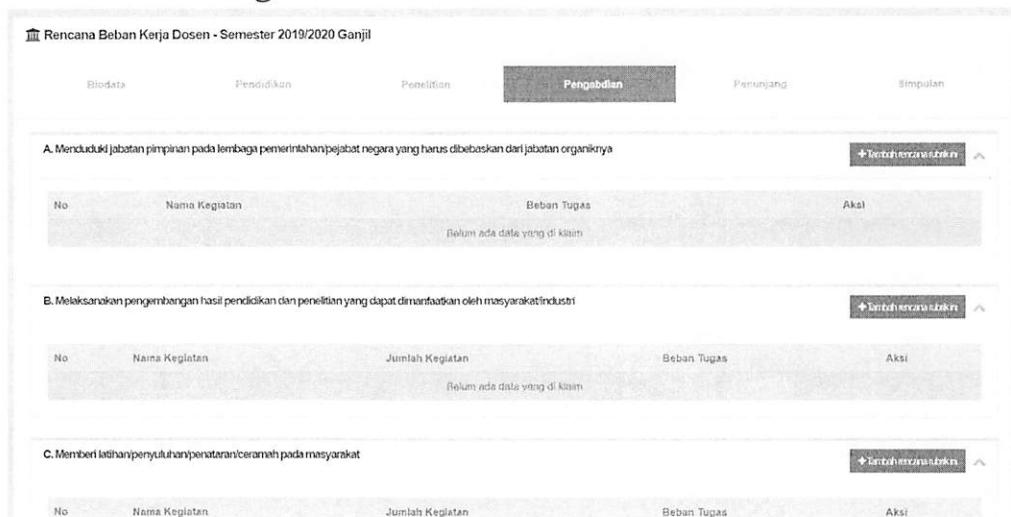 Rencana Beban Kerja Dosen - Semester 2019/2020 Ganjil
Biodata Pendidikan Penelitian Pengabdian Penunjang Simpulan
A. Menduduki jabatan pimpinan pada lembaga pemerintahan/pejabat negara yang harus dibebaskan dari jabatan organiknya
+ Tambah rencana rubrik ini
No Nama Kegiatan Beban Tugas Aksi
Belum ada data yang di klaim
B. Melaksanakan pengembangan hasil pendidikan dan penelitian yang dapat dimanfaatkan oleh masyarakat/industri
+ Tambah rencana rubrik ini
No Nama Kegiatan Jumlah Kegiatan Beban Tugas Aksi
Belum ada data yang di klaim
C. Memberi latihan/penyuluhan/penataran/ceramah pada masyarakat
+ Tambah rencana rubrik ini
No Nama Kegiatan Jumlah Kegiatan Beban Tugas Aksi